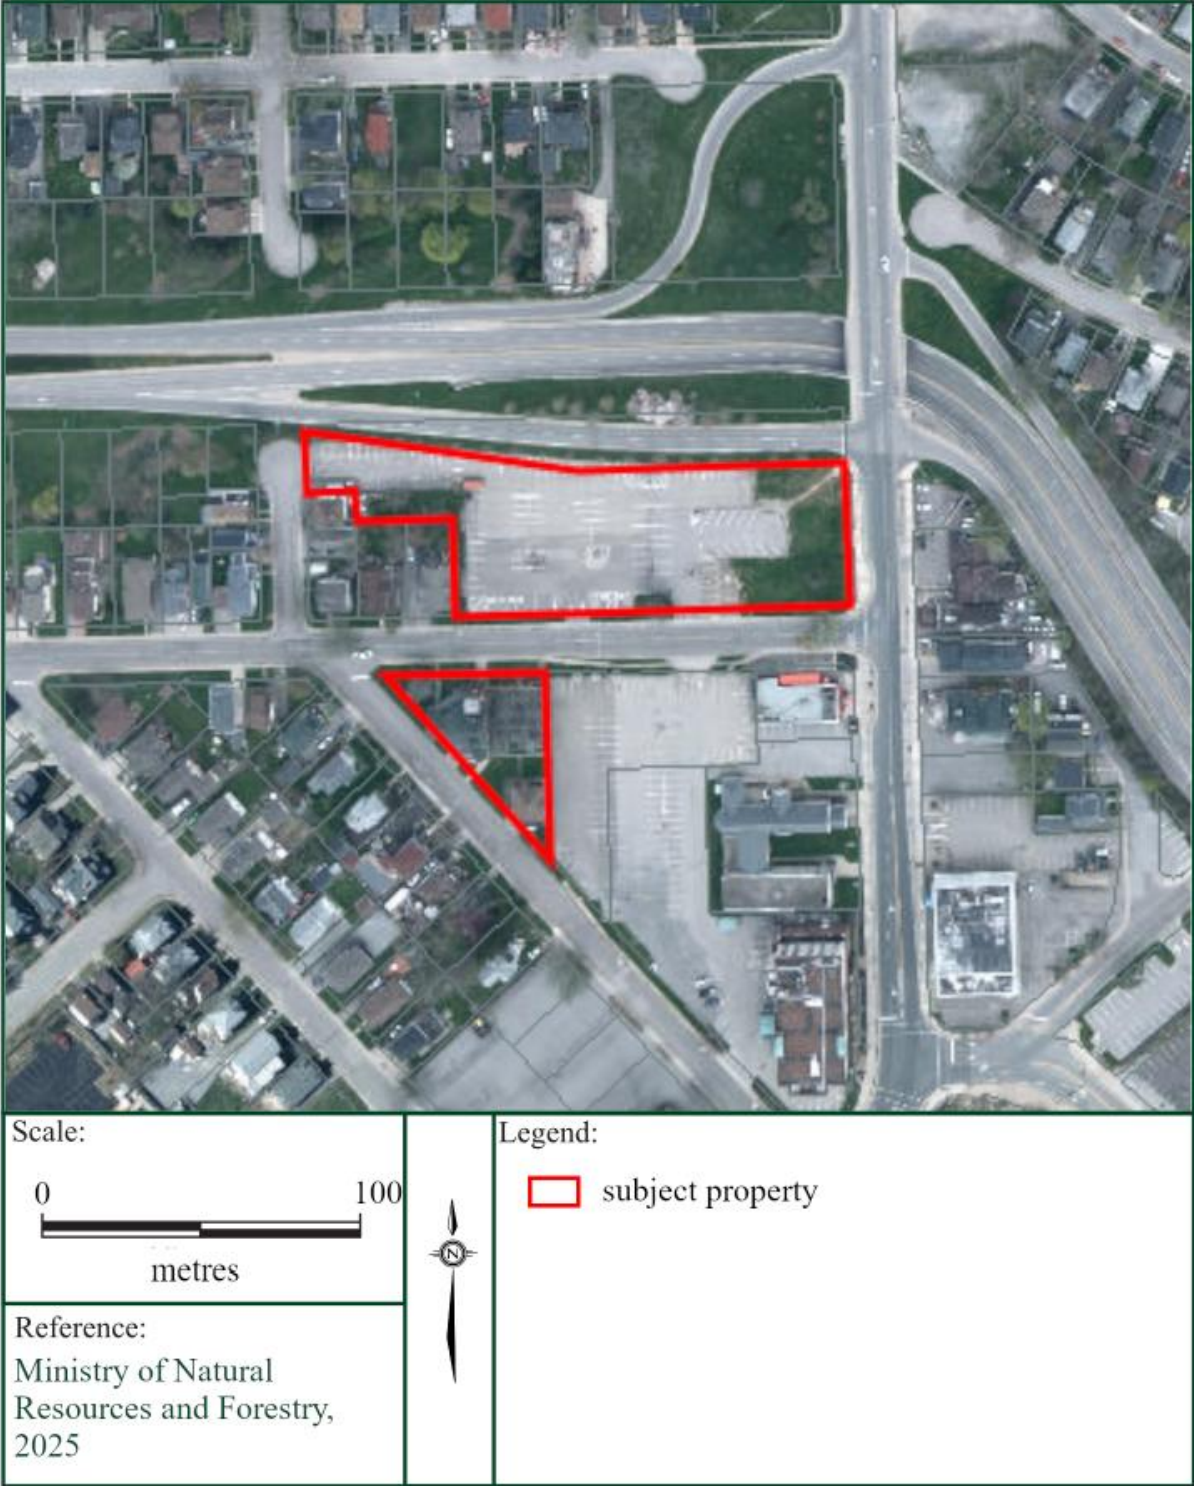 Scale:
0 100
metres
Reference:
Ministry of Natural
Resources and Forestry,
2025
N
Legend:
subject property